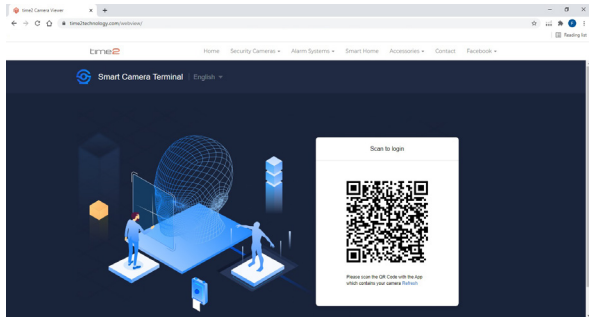 time2 Camera Viewer
time2technology.com/webview/
Reading list
time2
Home Security Cameras Alarm Systems Smart Home Accessories Contact Facebook
Smart Camera Terminal English
Scan to login
Please scan the QR Code with the App
which contains your camera Refresh